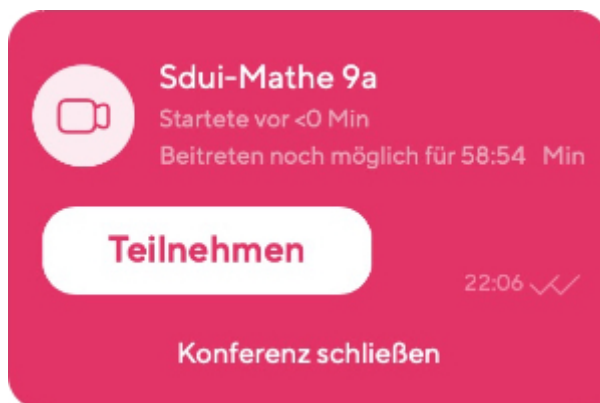 Sdui-Mathe 9a
Startete vor <0 Min
Beitreten noch möglich für 58:54 Min
Teilnehmen
22:06
Konferenz schließen